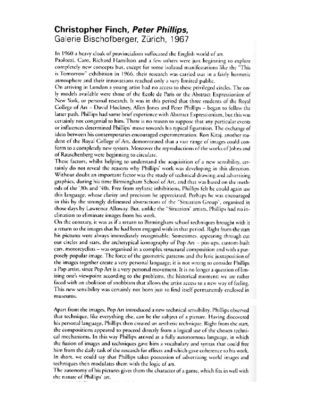 Christopher Finch, Peter Phillips,
Galerie Bischofberger, Zürich, 1967
In 1960 a heavy cloud of provincialism suffocated the English world of art.
Paolozzi, Caro, Richard Hamilton and a few others were just beginning to explore
completely new concepts but, except for some isolated manifestations like the "This
is Tomorrow" exhibition in 1966, their research was carried out in a fairly hermetic
atmosphere and their innovations reached only a very limited public.
On arriving in London a young artist had no access to these privileged circles. The on-
ly models available were those of the Ecole de Paris or the Abstract Expressionism of
New York, or personal research. It was in this period that three students of the Royal
College of Art – David Hockney, Allen Jones and Peter Phillips – began to follow the
latter path. Phillips had some brief experience with Abstract Expressionism, but this was
certainly not congenial to him. There is no reason to suppose that any particular events
or influences determined Phillips' move towards his typical figuration. The exchange of
ideas between his contemporaries encouraged experimentation. Ron Kitaj, another stu-
dent of the Royal College of Art, demonstrated that a vast range of images could con-
form to a completely new system. Moreover the reproductions of the works of Johns and
of Rauschenberg were beginning to circulate.
These factors, whilst helping to understand the acquisition of a new sensibility, cer-
tainly do not reveal the reasons why Phillips' work was developing in this direction.
Without doubt an important factor was the study of technical drawing and advertising
graphics, during his time Birmingham School of Art, and that was based on the meth-
ods of the '30s and '40s. Free from stylistic inhibitions, Phillips felt he could again use
this language, whose clarity and precision he appreciated. Perhaps he was encouraged
in this by the strongly delineated abstractions of the "Situation Group", organised in
those days by Lawrence Alloway. But, unlike the "Situation" artists, Phillips had no in-
clination to eliminate images from his work.
On the contrary, it was as if a return to Birmingham school techniques brought with it
a return to the images that he had been engaged with in that period. Right from the start
his pictures were always immediately recognisable. Sometimes, appearing through cut
out circles and stars, the archetypal iconography of Pop Art – pin-ups, custom-built
cars, motorcycles – was organised in a complex structural composition and with a pur-
posely popular image. The force of the geometric patterns and the lyric juxtaposition of
the images together create a very personal language; it is not wrong to consider Phillips
a Pop artist, since Pop Art is a very personal movement. It is no longer a question of lim-
iting one's viewpoint according to the problems, the historical moment; we are rather
faced with an abolition of snobbism that allows the artist access to a new way of feeling.
This new sensibility was certainly not born just to find itself permanently enclosed in
museums.
Apart from the images, Pop Art introduced a new technical sensibility. Phillips observed
that technique, like everything else, can be the subject of a picture. Having discovered
his personal language, Phillips then created an aesthetic technique. Right from the start,
the compositions appeared to proceed directly from a logical use of the chosen techni-
cal mechanisms. In this way Phillips arrived at a fully autonomous language, in which
the fusion of images and techniques gave him a vocabulary and syntax that could free
him from the daily task of the research for effects and which gave coherence to his work.
In short, we could say that Phillips takes possession of advertising world images and
techniques then modulates them with the logic of art.
The autonomy of his pictures gives them the character of a game, which fits in well with
the nature of Phillips' art.